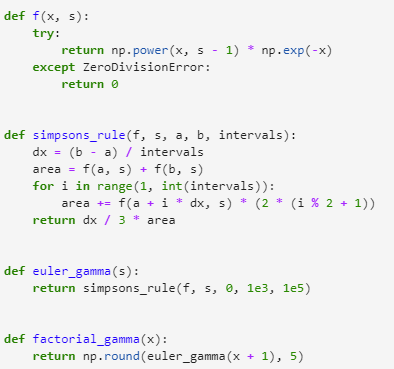 def f(x, s):
    try:
        return np.power(x, s - 1) * np.exp(-x)
    except ZeroDivisionError:
        return 0
def simpsons_rule(f, s, a, b, intervals):
    dx = (b - a) / intervals
    area = f(a, s) + f(b, s)
    for i in range(1, int(intervals)):
        area += f(a + i * dx, s) * (2 * (i % 2 + 1))
    return dx / 3 * area
def euler_gamma(s):
    return simpsons_rule(f, s, 0, 1e3, 1e5)
def factorial_gamma(x):
    return np.round(euler_gamma(x + 1), 5)